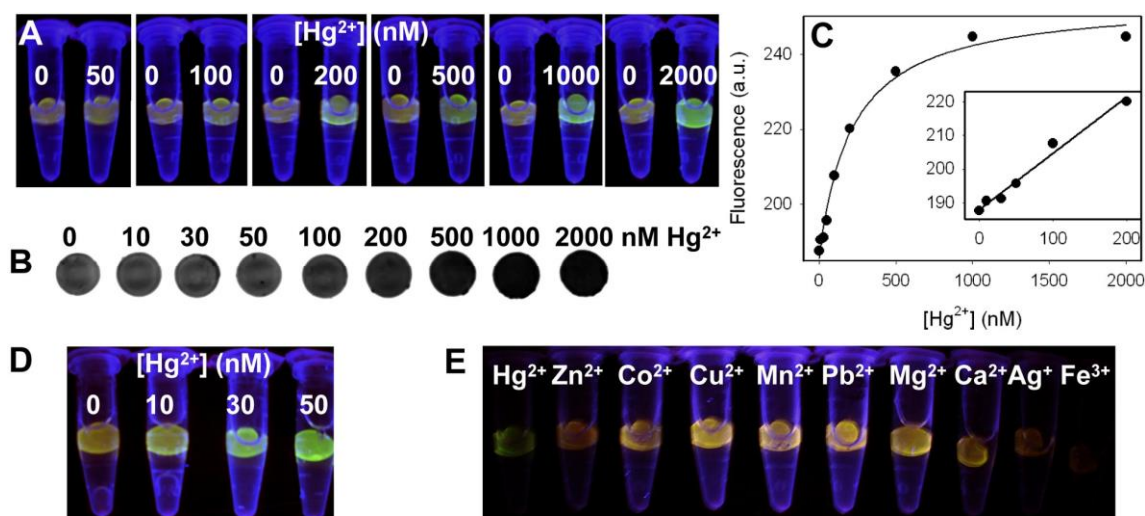 A
[Hg²⁺] (nM)
0 50 0 100 0 200 0 500 0 1000 0 2000
B
0 10 30 50 100 200 500 1000 2000 nM Hg²⁺
C
Fluorescence (a.u.)
240
220
200
0 500 1000 1500 2000
[Hg²⁺] (nM)
220
210
200
190
0 100 200
D
[Hg²⁺] (nM)
0 10 30 50
E
Hg²⁺ Zn²⁺ Co²⁺ Cu²⁺ Mn²⁺ Pb²⁺ Mg²⁺ Ca²⁺ Ag⁺ Fe³⁺